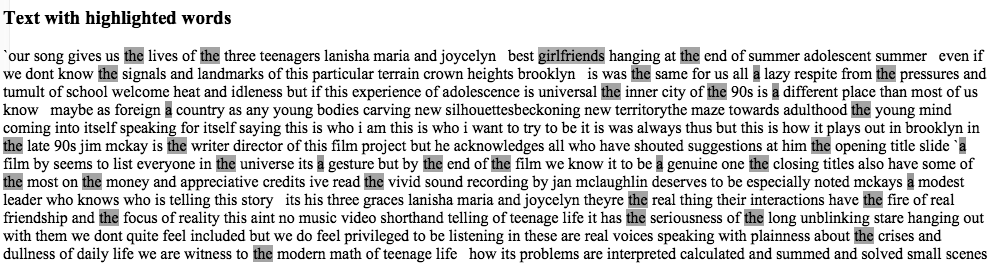 Text with highlighted words
`our song gives us the lives of the three teenagers lanisha maria and joycelyn best girlfriends hanging at the end of summer adolescent summer even if
we dont know the signals and landmarks of this particular terrain crown heights brooklyn is was the same for us all a lazy respite from the pressures and
tumult of school welcome heat and idleness but if this experience of adolescence is universal the inner city of the 90s is a different place than most of us
know maybe as foreign a country as any young bodies carving new silhouettesbeckoning new territorythe maze towards adulthood the young mind
coming into itself speaking for itself saying this is who i am this is who i want to try to be it is was always thus but this is how it plays out in brooklyn in
the late 90s jim mckay is the writer director of this film project but he acknowledges all who have shouted suggestions at him the opening title slide `a
film by seems to list everyone in the universe its a gesture but by the end of the film we know it to be a genuine one the closing titles also have some of
the most on the money and appreciative credits ive read the vivid sound recording by jan mclaughlin deserves to be especially noted mckays a modest
leader who knows who is telling this story its his three graces lanisha maria and joycelyn theyre the real thing their interactions have the fire of real
friendship and the focus of reality this aint no music video shorthand telling of teenage life it has the seriousness of the long unblinking stare hanging out
with them we dont quite feel included but we do feel privileged to be listening in these are real voices speaking with plainness about the crises and
dullness of daily life we are witness to the modern math of teenage life how its problems are interpreted calculated and summed and solved small scenes